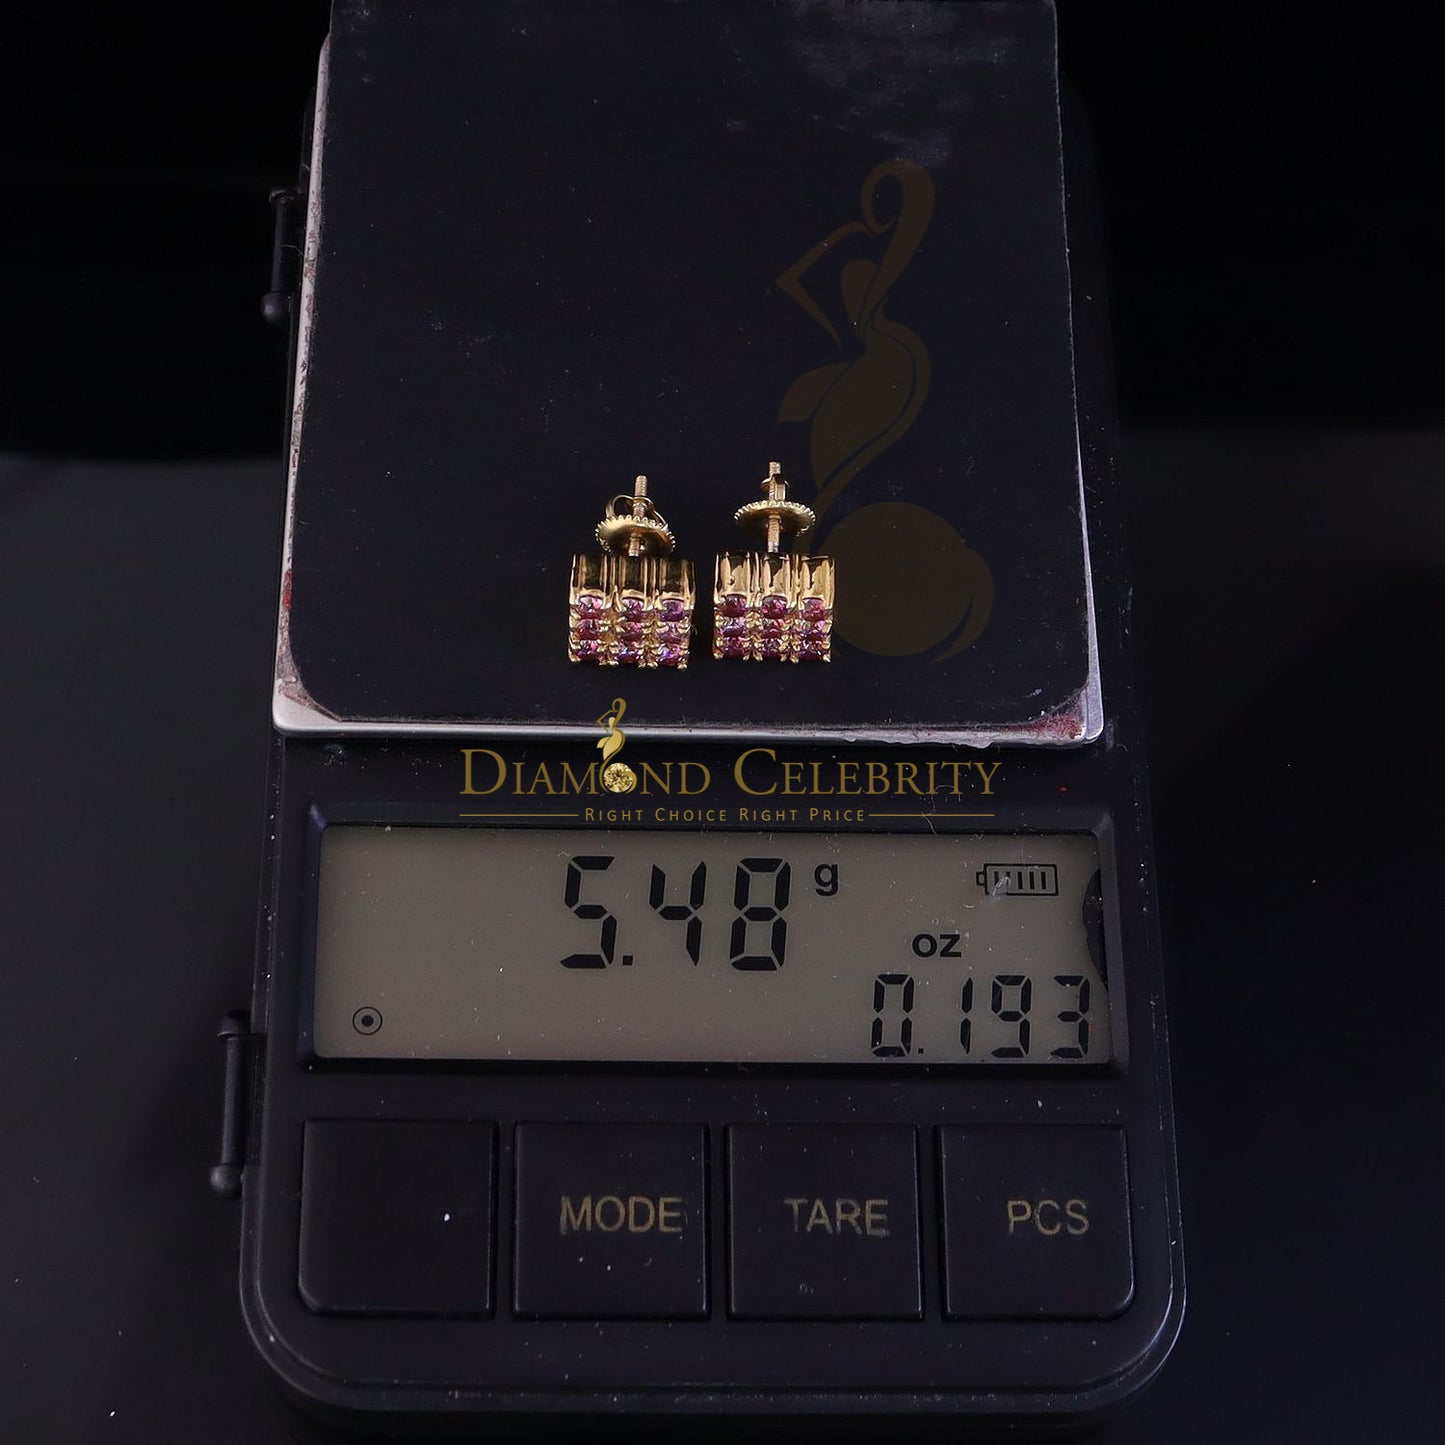 DIAMOND CELEBRITY
RIGHT CHOICE RIGHT PRICE
5.48 g
oz
0.193
MODE TARE PCS